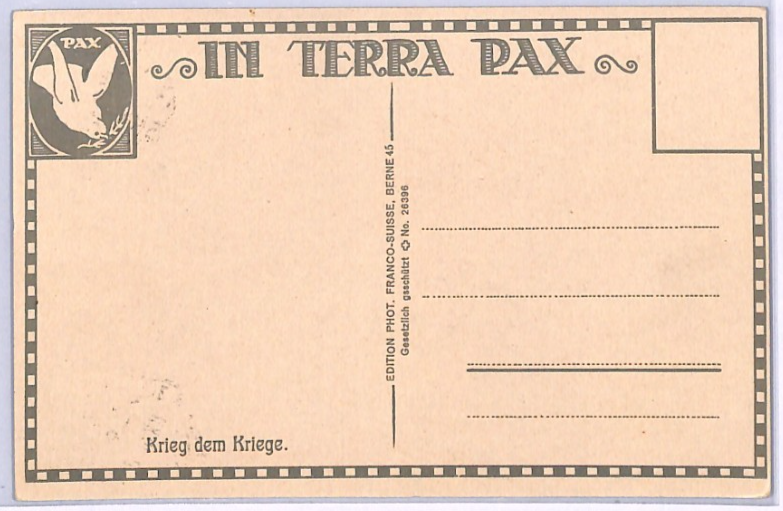 PAX
IN TERRA PAX
EDITION PHOT. FRANCO-SUISSE, BERNE 45
Gesetzlich geschützt ✚ No. 26396
Krieg dem Kriege.